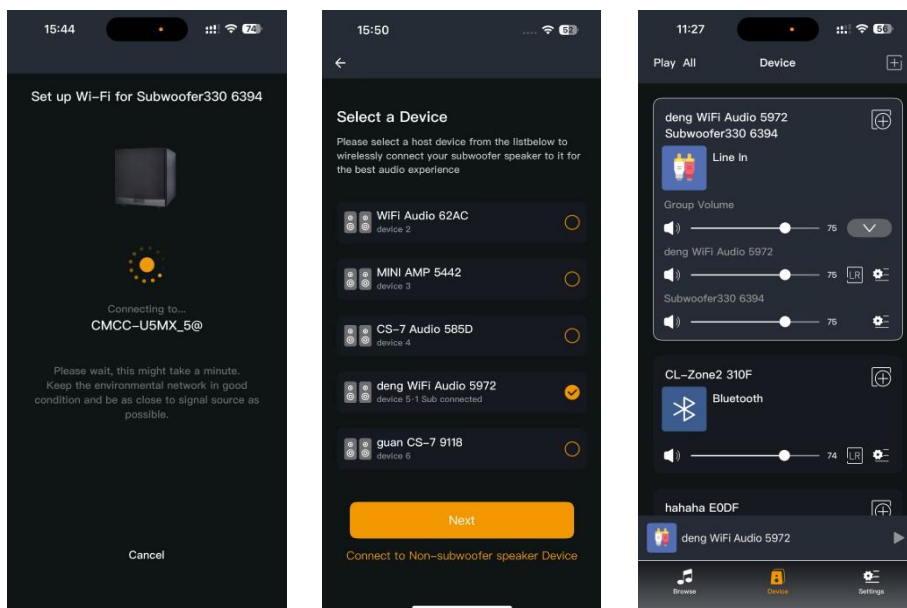 15:44
74
Set up Wi-Fi for Subwoofer330 6394
Connecting to...
CMCC-U5MX_5@
Please wait, this might take a minute.
Keep the environmental network in good
condition and be as close to signal source as
possible.
Cancel
15:50
52
Select a Device
Please select a host device from the listbelow to
wirelessly connect your subwoofer speaker to it for
the best audio experience
WiFi Audio 62AC
device 2
MINI AMP 5442
device 3
CS-7 Audio 585D
device 4
deng WiFi Audio 5972
device 5·1 Sub connected
guan CS-7 9118
device 6
Next
Connect to Non-subwoofer speaker Device
11:27
56
Play All
Device
deng WiFi Audio 5972
Subwoofer330 6394
Line In
Group Volume
75
deng WiFi Audio 5972
75
LR
Subwoofer330 6394
75
CL-Zone2 310F
Bluetooth
74
LR
hahaha E0DF
deng WiFi Audio 5972
Browse
Device
Settings